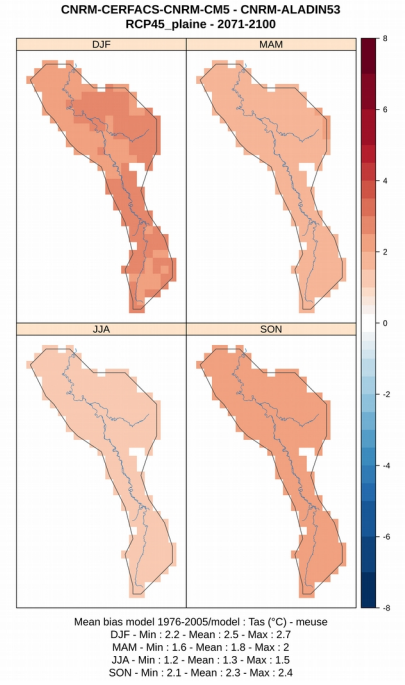 CNRM-CERFACS-CNRM-CM5 - CNRM-ALADIN53
RCP45_plaine - 2071-2100
DJF
MAM
8
6
4
2
0
-2
-4
-6
-8
JJA
SON
Mean bias model 1976-2005/model : Tas (°C) - meuse
DJF - Min : 2.2 - Mean : 2.5 - Max : 2.7
MAM - Min : 1.6 - Mean : 1.8 - Max : 2
JJA - Min : 1.2 - Mean : 1.3 - Max : 1.5
SON - Min : 2.1 - Mean : 2.3 - Max : 2.4